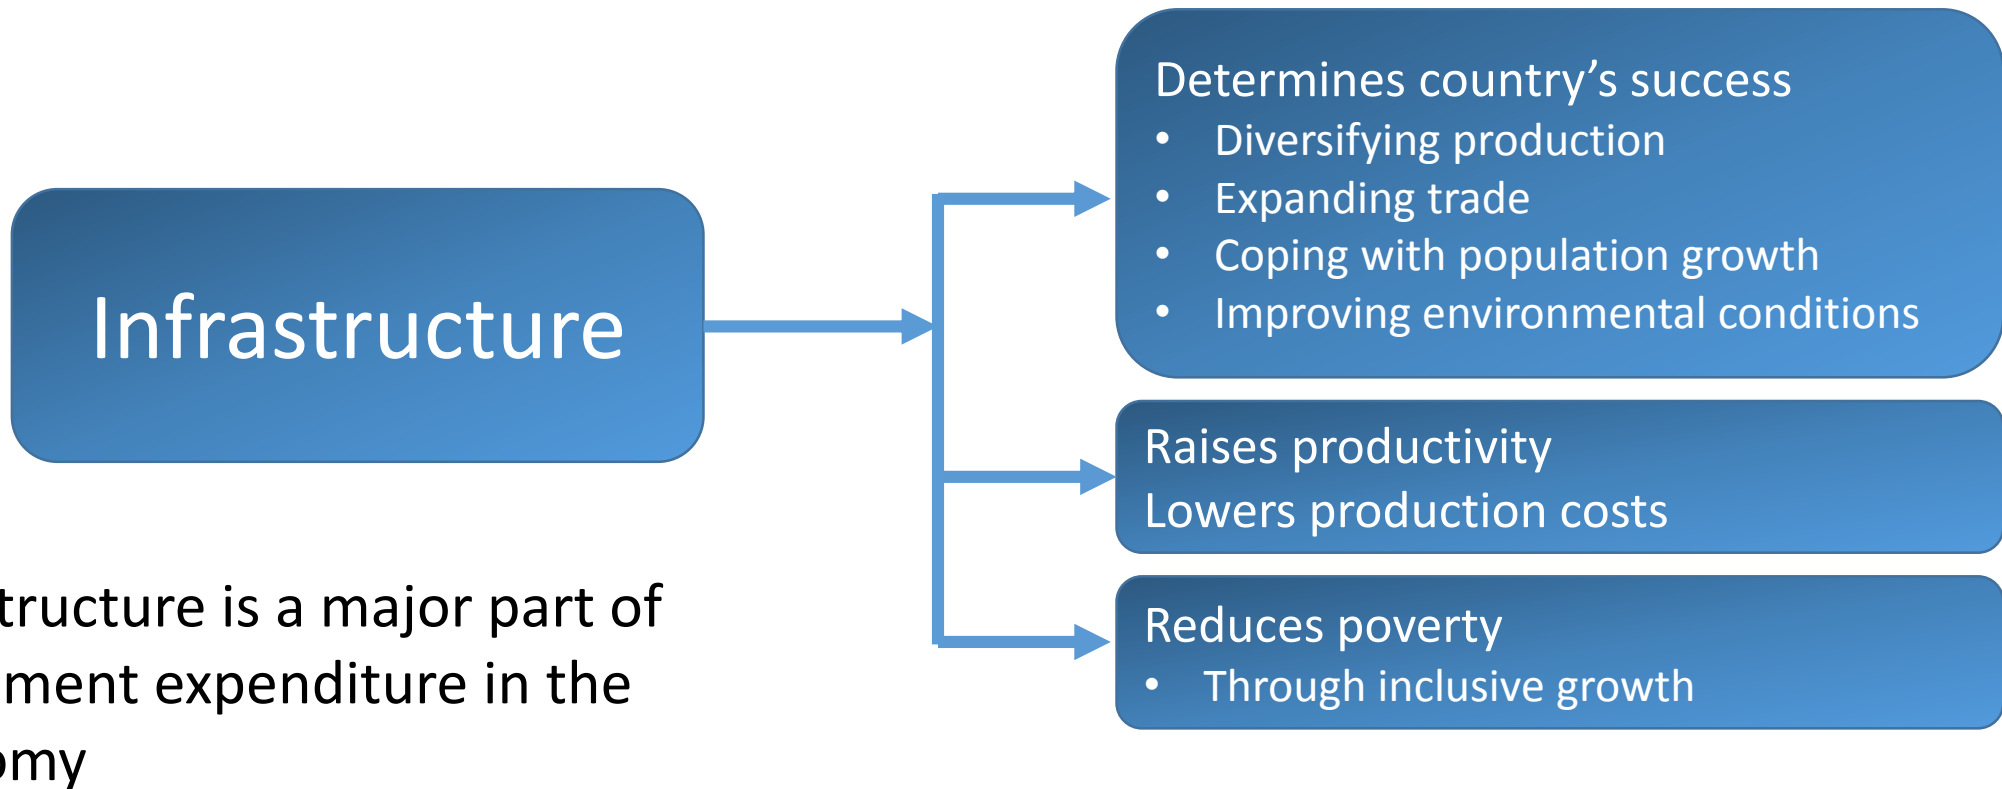 Infrastructure
tructure is a major part of
ment expenditure in the
omy
Determines country’s success
• Diversifying production
• Expanding trade
• Coping with population growth
• Improving environmental conditions
Raises productivity
Lowers production costs
Reduces poverty
• Through inclusive growth